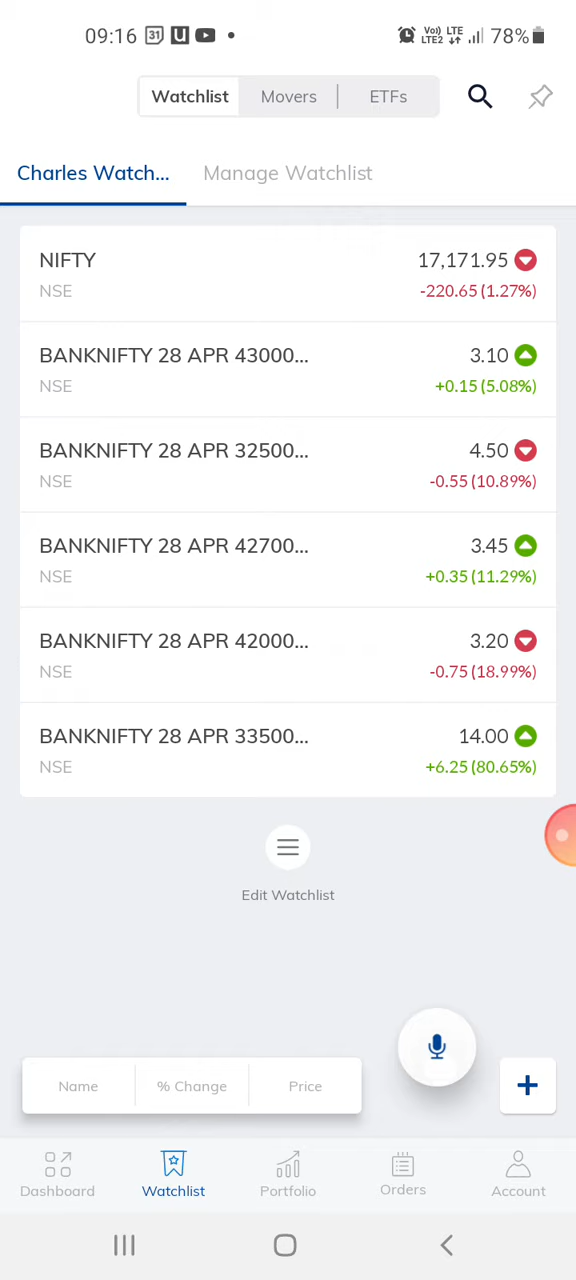 09:16 31 U Vo) LTE LTE2 78%
Watchlist Movers ETFs
Charles Watch... Manage Watchlist
NIFTY 17,171.95
NSE -220.65 (1.27%)
BANKNIFTY 28 APR 43000... 3.10
NSE +0.15 (5.08%)
BANKNIFTY 28 APR 32500... 4.50
NSE -0.55 (10.89%)
BANKNIFTY 28 APR 42700... 3.45
NSE +0.35 (11.29%)
BANKNIFTY 28 APR 42000... 3.20
NSE -0.75 (18.99%)
BANKNIFTY 28 APR 33500... 14.00
NSE +6.25 (80.65%)
Edit Watchlist
Name % Change Price
Dashboard Watchlist Portfolio Orders Account